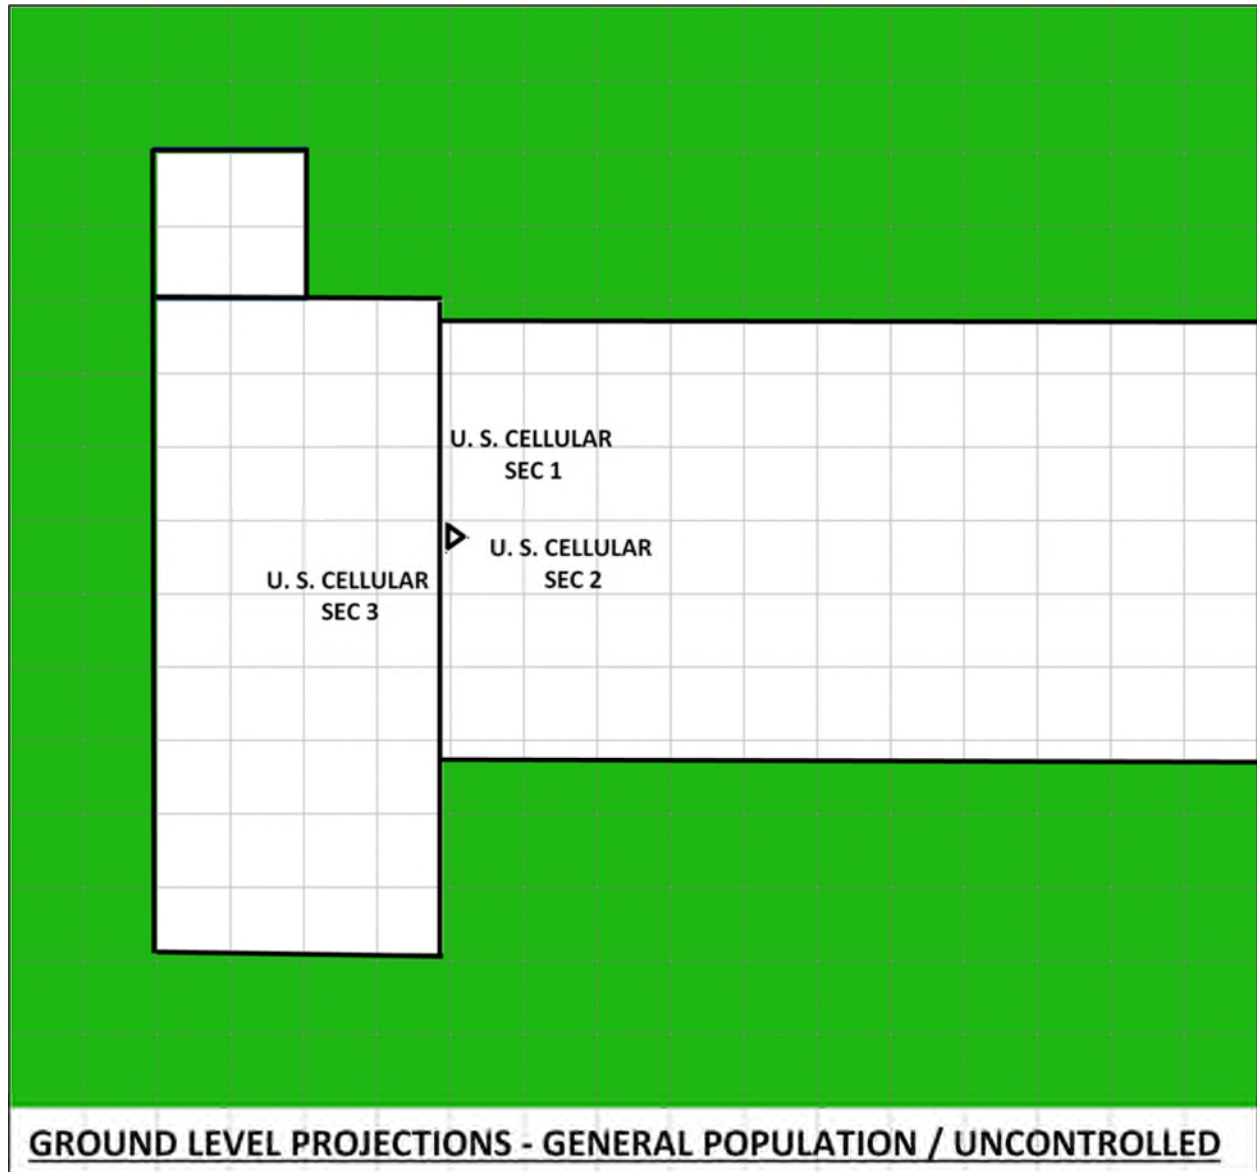 U. S. CELLULAR
SEC 1
U. S. CELLULAR
SEC 2
U. S. CELLULAR
SEC 3
GROUND LEVEL PROJECTIONS - GENERAL POPULATION / UNCONTROLLED